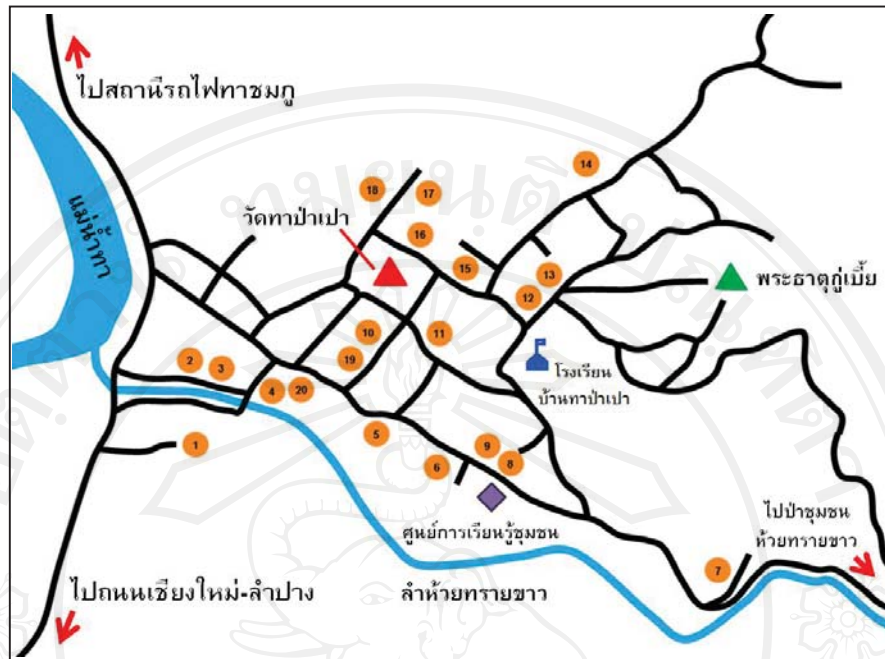 ไปสถานีรถไฟทาชมภู
แม่น้ำทา
วัดทาป่าเปา
14
18
17
16
15
13
12
พระธาตุกู่เบี้ย
10
11
19
โรงเรียน
บ้านทาป่าเปา
2
3
4
20
5
1
9
8
6
ศูนย์การเรียนรู้ชุมชน
ไปป่าชุมชน
ห้วยทรายขาว
7
ไปถนนเชียงใหม่-ลำปาง
ลำห้วยทรายขาว